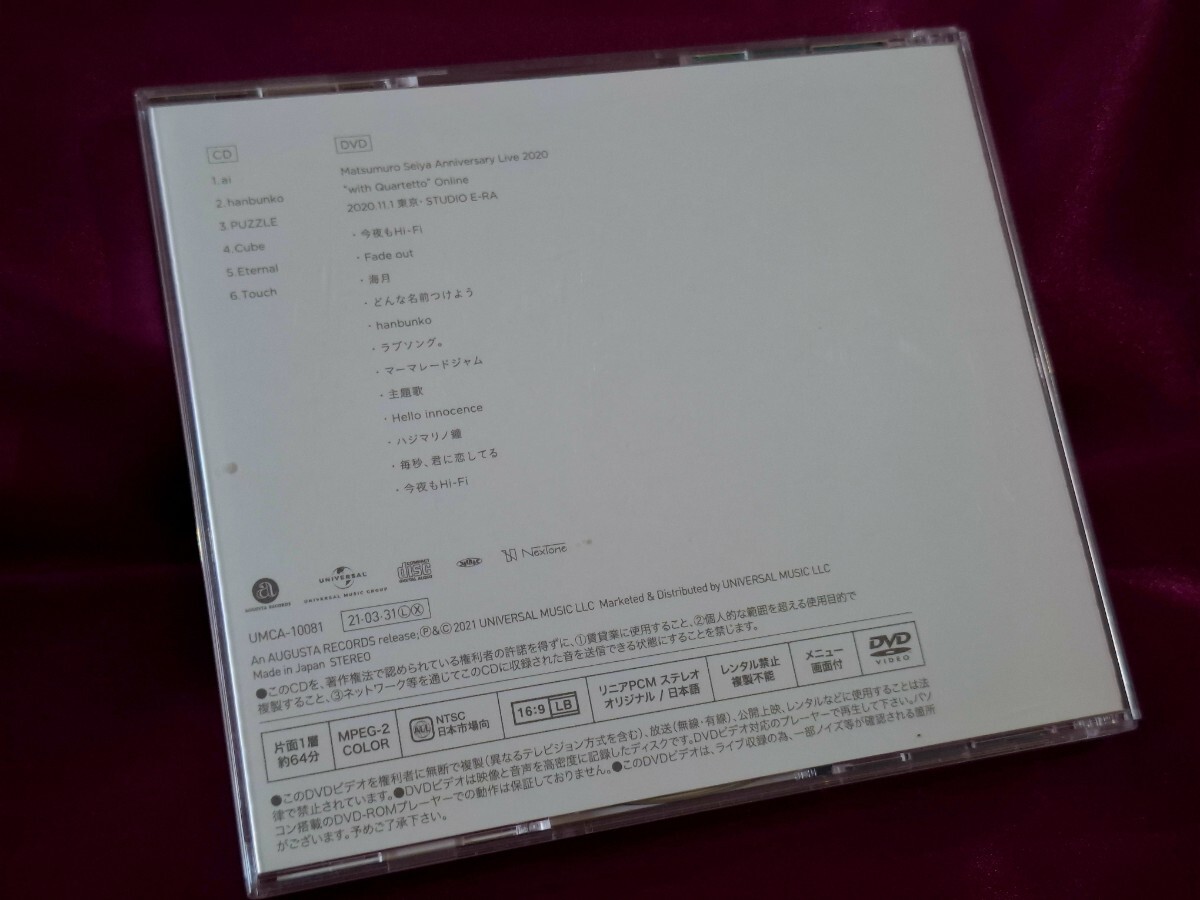 CD
1.ai
2.hanbunko
3.PUZZLE
4.Cube
5.Eternal
6.Touch
DVD
Matsumuro Seiya Anniversary Live 2020
"with Quartetto" Online
2020.11.1 東京・STUDIO E-RA
・今夜もHi-Fi
・Fade out
・海月
・どんな名前つけよう
・hanbunko
・ラブソング。
・マーマレードジャム
・主題歌
・Hello innocence
・ハジマリノ鐘
・毎秒、君に恋してる
・今夜もHi-Fi
a
AUGUSTA RECORDS
UNIVERSAL
UNIVERSAL MUSIC GROUP
COMPACT
disc
DIGITAL AUDIO
NexTone
UMCA-10081
21・03・31ⓁⓍ
An AUGUSTA RECORDS release;Ⓟ&Ⓒ2021 UNIVERSAL MUSIC LLC Marketed & Distributed by UNIVERSAL MUSIC LLC
Made in Japan STEREO
●このCDを、著作権法で認められている権利者の許諾を得ずに、①賃貸業に使用すること、②個人的な範囲を超える使用目的で
複製すること、③ネットワーク等を通じてこのCDに収録された音を送信できる状態にすることを禁じます。
片面1層
約64分
MPEG-2
COLOR
ALL
NTSC
日本市場向
16:9 LB
リニアPCM ステレオ
オリジナル / 日本語
レンタル禁止
複製不能
メニュー
画面付
DVD
VIDEO
●このDVDビデオを権利者に無断で複製(異なるテレビジョン方式を含む)、放送(無線・有線)、公開上映、レンタルなどに使用することは法
律で禁止されています。●DVDビデオは映像と音声を高密度に記録したディスクです。DVDビデオ対応のプレーヤーで再生して下さい。パソ
コン搭載のDVD-ROMプレーヤーでの動作は保証しておりません。●このDVDビデオは、ライブ収録の為、一部ノイズ等が確認される箇所
がございます。予めご了承下さい。